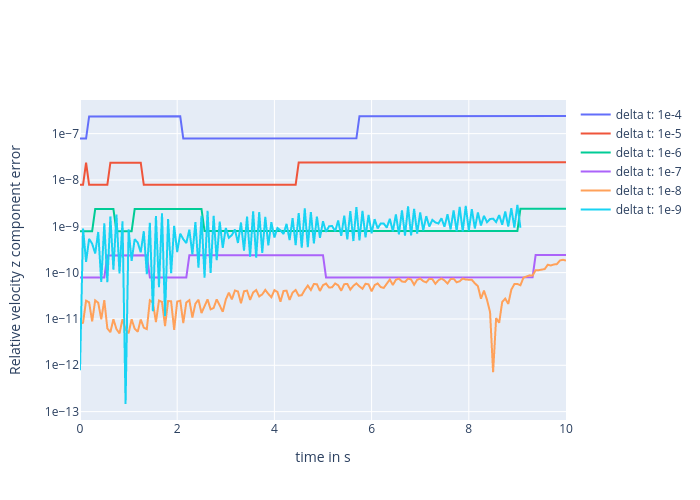 delta t: 1e-4
delta t: 1e-5
delta t: 1e-6
delta t: 1e-7
delta t: 1e-8
delta t: 1e-9
Relative velocity z component error
1e−7
1e−8
1e−9
1e−10
1e−11
1e−12
1e−13
0 2 4 6 8 10
time in s